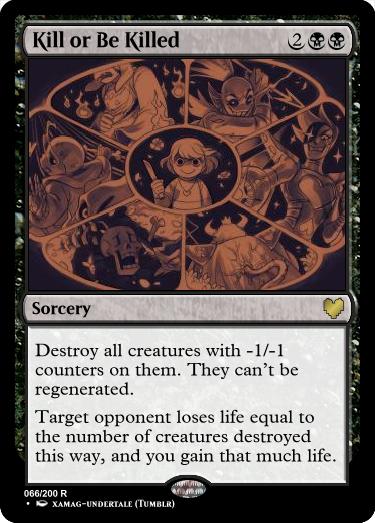 Kill or Be Killed 2
Sorcery
Destroy all creatures with -1/-1
counters on them. They can't be
regenerated.
Target opponent loses life equal to
the number of creatures destroyed
this way, and you gain that much life.
066/200 R
• XAMAG-UNDERTALE (TUMBLR)